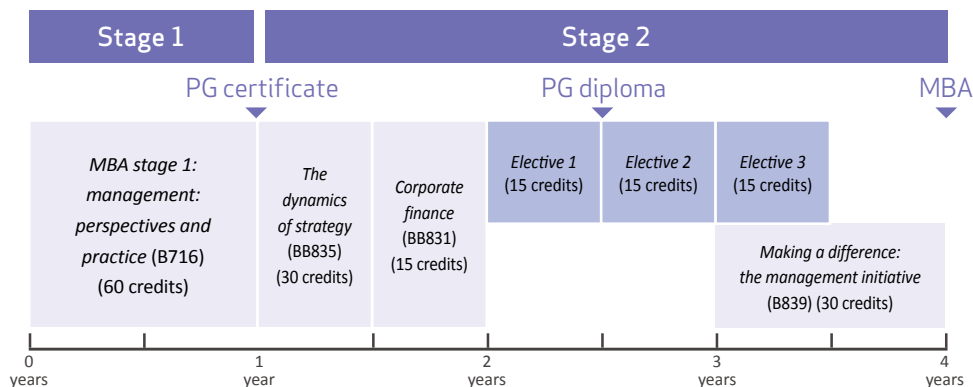 Stage 1
Stage 2
PG certificate
PG diploma
MBA
MBA stage 1:
management:
perspectives and
practice (B716)
(60 credits)
The
dynamics
of strategy
(BB835)
(30 credits)
Corporate
finance
(BB831)
(15 credits)
Elective 1
(15 credits)
Elective 2
(15 credits)
Elective 3
(15 credits)
Making a difference:
the management initiative
(B839) (30 credits)
0
years
1
year
2
years
3
years
4
years